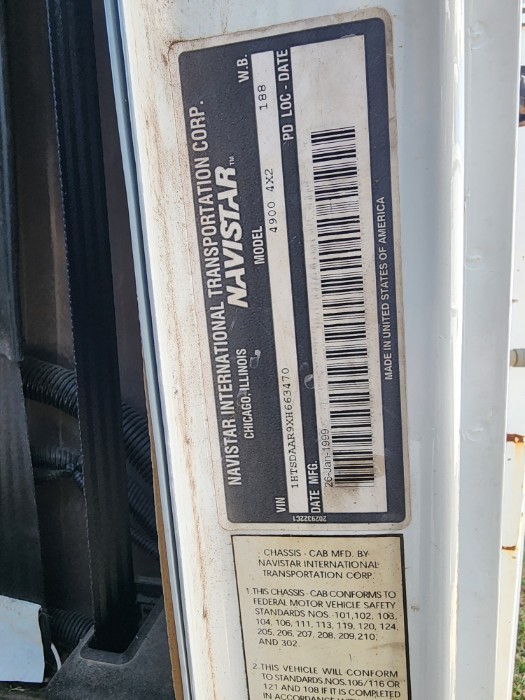 NAVISTAR INTERNATIONAL TRANSPORTATION CORP.
CHICAGO, ILLINOIS NAVISTAR™
MODEL W.B.
4900 4X2 188
VIN
1HTSDAAR9XH663470
DATE MFG. PD LOC - DATE
26-Jan-1999
MADE IN UNITED STATES OF AMERICA
2029322C1
CHASSIS - CAB MFD. BY
NAVISTAR INTERNATIONAL
TRANSPORTATION CORP.
1. THIS CHASSIS - CAB CONFORMS TO
FEDERAL MOTOR VEHICLE SAFETY
STANDARDS NOS. 101, 102, 103,
104, 106, 111, 113, 119, 120, 124,
205, 206, 207, 208, 209, 210,
AND 302.
2. THIS VEHICLE WILL CONFORM
TO STANDARDS NOS. 106/116 OR
121 AND 108 IF IT IS COMPLETED
IN ACCORDANCE